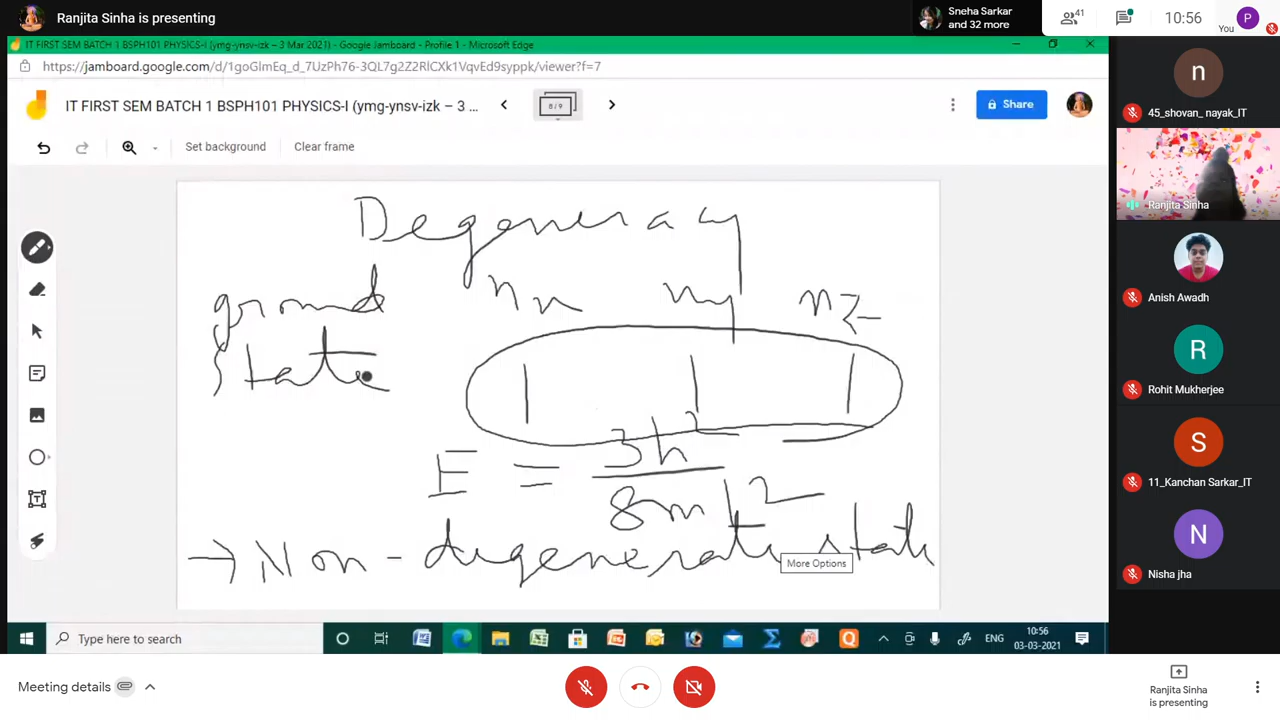 Ranjita Sinha is presenting
Sneha Sarkar
and 32 more
41
10:56
You
P
IT FIRST SEM BATCH 1 BSPH101 PHYSICS-I (ymg-ynsv-izk – 3 Mar 2021) - Google Jamboard - Profile 1 - Microsoft Edge
https://jamboard.google.com/d/1goGlmEq_d_7UzPh76-3QL7g2Z2RlCXk1VqvEd9syppk/viewer?f=7
IT FIRST SEM BATCH 1 BSPH101 PHYSICS-I (ymg-ynsv-izk – 3 ...
8/9
Share
Set background
Clear frame
Degeneracy
ground
state
nx ny nz
1 1 1
E = 3h2
8ml2
→ Non-degenerate state
More Options
n
45_shovan_ nayak_IT
Ranjita Sinha
Anish Awadh
R
Rohit Mukherjee
S
11_Kanchan Sarkar_IT
N
Nisha jha
Type here to search
ENG
10:56
03-03-2021
Meeting details
Ranjita Sinha
is presenting